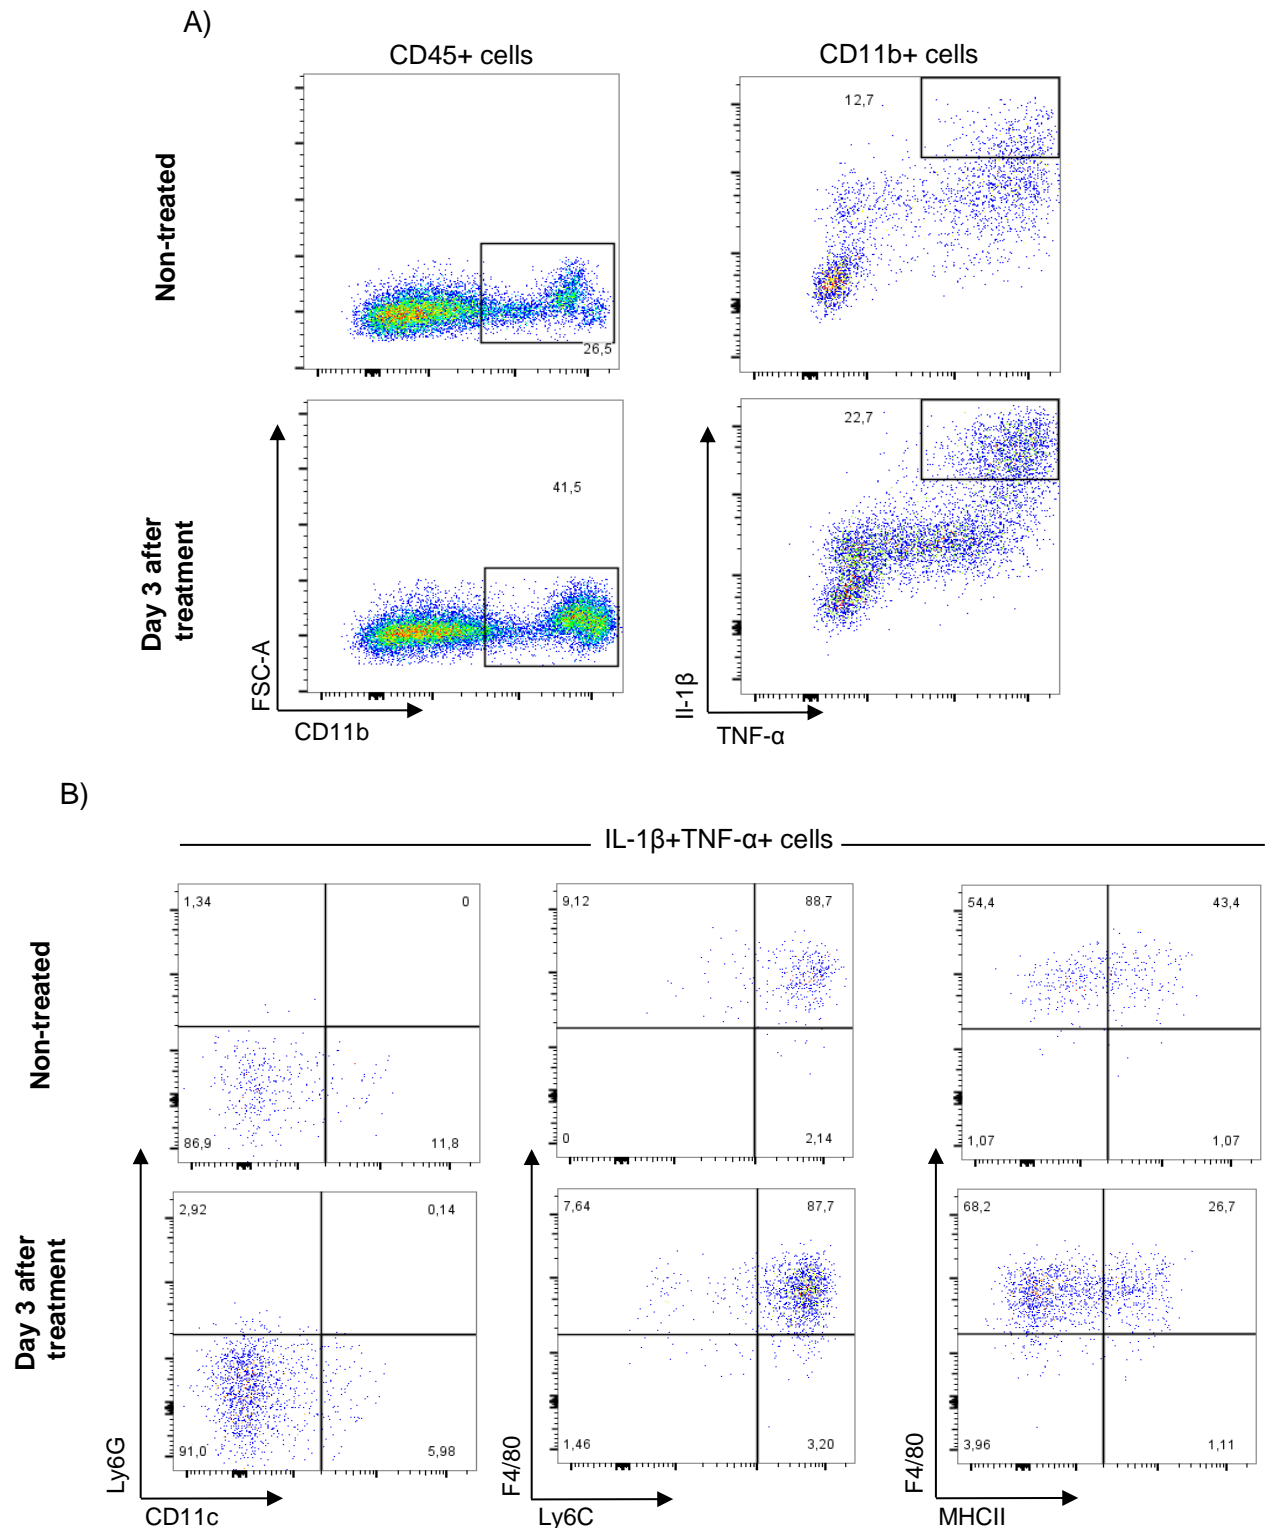 A)
CD45+ cells
CD11b+ cells
Non-treated
26,5
12,7
Day 3 after
treatment
41,5
22,7
FSC-A
CD11b
Il-1β
TNF-α
B)
IL-1β+TNF-α+ cells
Non-treated
1,34
0
86,9
11,8
9,12
88,7
0
2,14
54,4
43,4
1,07
1,07
Day 3 after
treatment
2,92
0,14
91,0
5,98
7,64
87,7
1,46
3,20
68,2
26,7
3,96
1,11
Ly6G
CD11c
F4/80
Ly6C
F4/80
MHCII